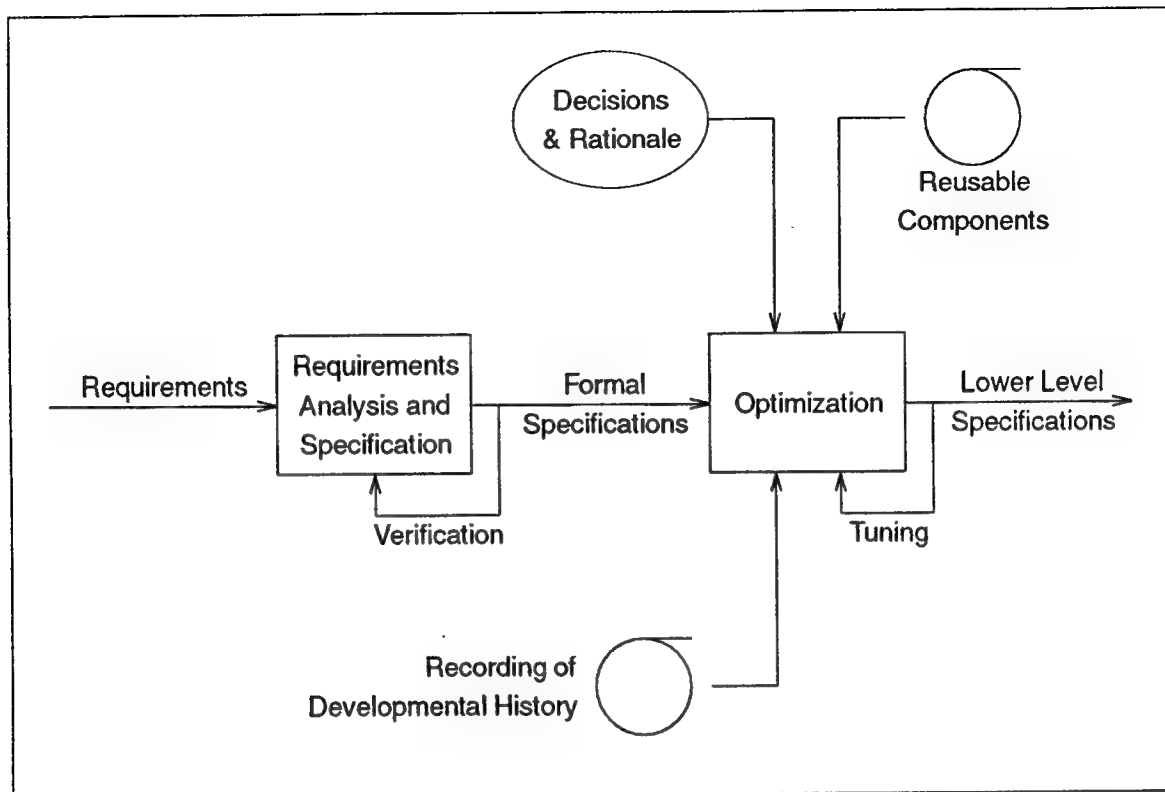 Decisions
& Rationale
Reusable
Components
Requirements
Requirements
Analysis and
Specification
Formal
Specifications
Optimization
Lower Level
Specifications
Verification
Tuning
Recording of
Developmental History